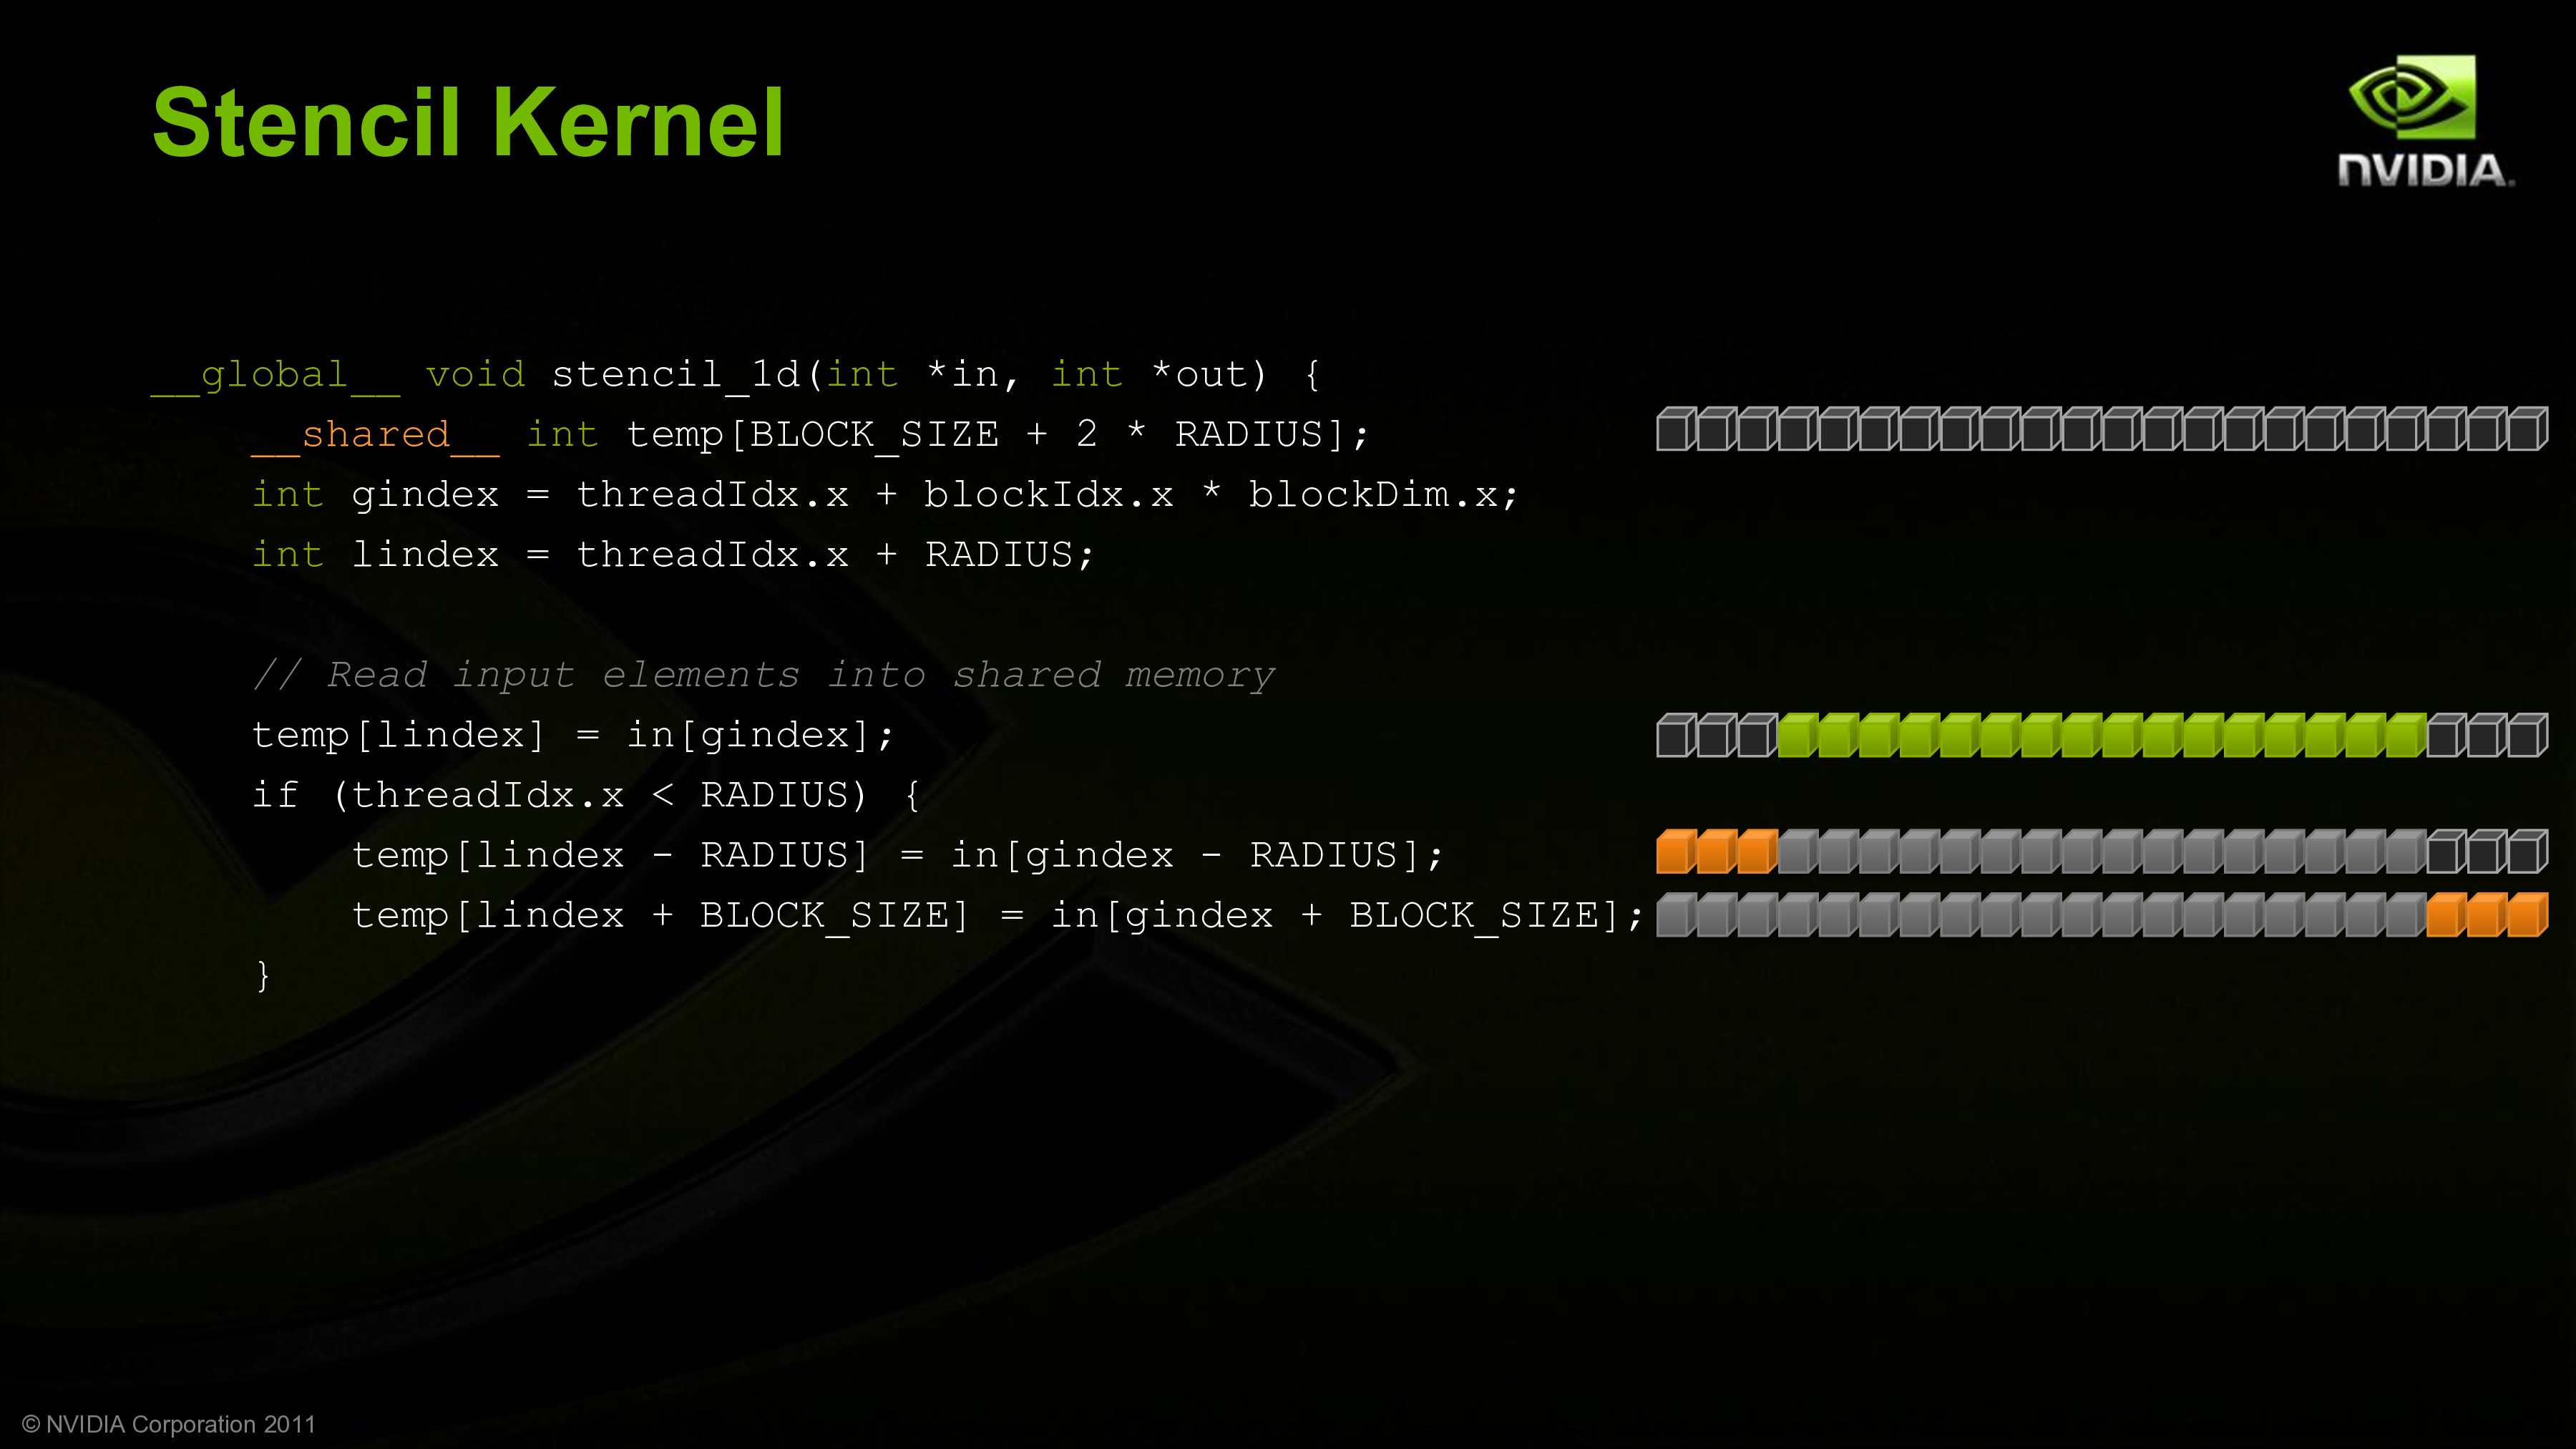 Stencil Kernel
NVIDIA.
__global__ void stencil_1d(int *in, int *out) {
    __shared__ int temp[BLOCK_SIZE + 2 * RADIUS];
    int gindex = threadIdx.x + blockIdx.x * blockDim.x;
    int lindex = threadIdx.x + RADIUS;
    // Read input elements into shared memory
    temp[lindex] = in[gindex];
    if (threadIdx.x < RADIUS) {
        temp[lindex - RADIUS] = in[gindex - RADIUS];
        temp[lindex + BLOCK_SIZE] = in[gindex + BLOCK_SIZE];
    }
© NVIDIA Corporation 2011